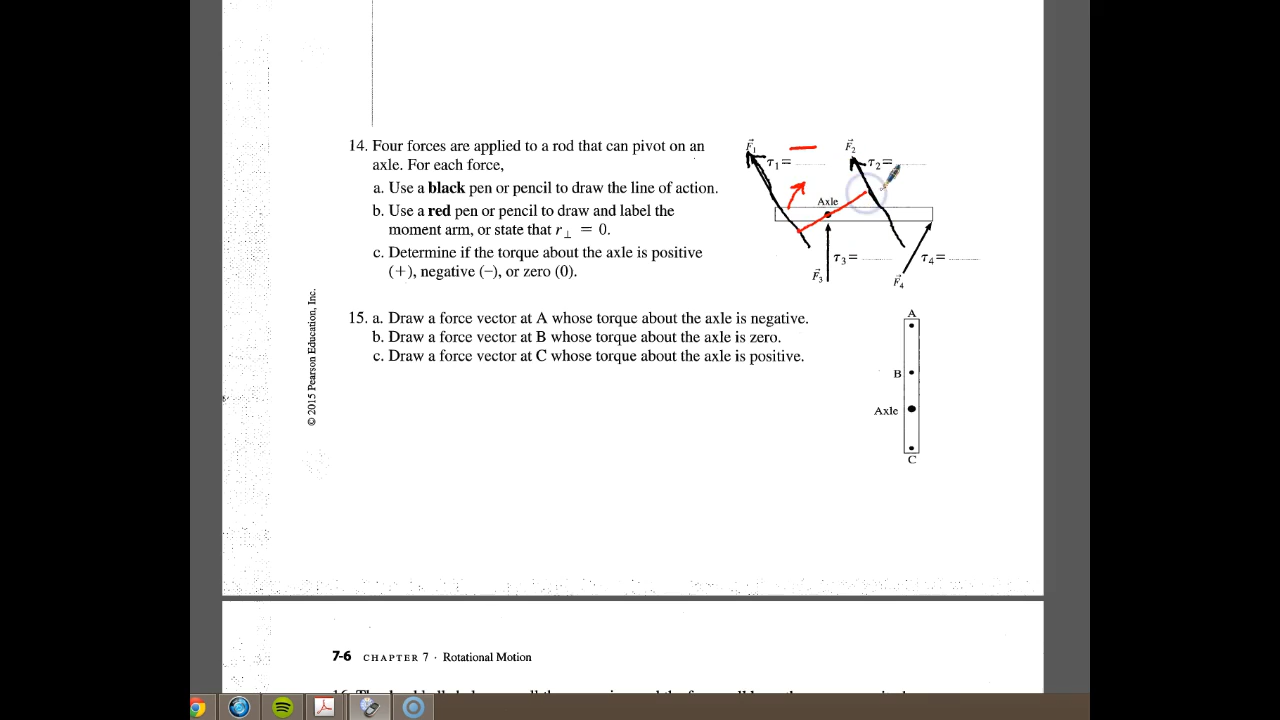 14. Four forces are applied to a rod that can pivot on an
axle. For each force,
a. Use a black pen or pencil to draw the line of action.
b. Use a red pen or pencil to draw and label the
moment arm, or state that r⊥ = 0.
c. Determine if the torque about the axle is positive
(+), negative (−), or zero (0).
F⃗1
τ1= −
F⃗2
τ2=
Axle
τ3=
F⃗3
τ4=
F⃗4
15. a. Draw a force vector at A whose torque about the axle is negative.
b. Draw a force vector at B whose torque about the axle is zero.
c. Draw a force vector at C whose torque about the axle is positive.
A
B
Axle
C
© 2015 Pearson Education, Inc.
7-6 CHAPTER 7 · Rotational Motion